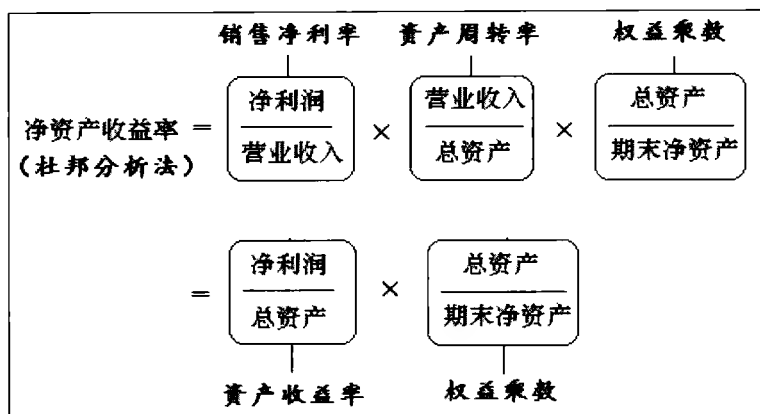 销售净利率 资产周转率 权益乘数
净利润 营业收入 总资产
净资产收益率 = × ×
(杜邦分析法) 营业收入 总资产 期末净资产
净利润 总资产
= ×
总资产 期末净资产
资产收益率 权益乘数